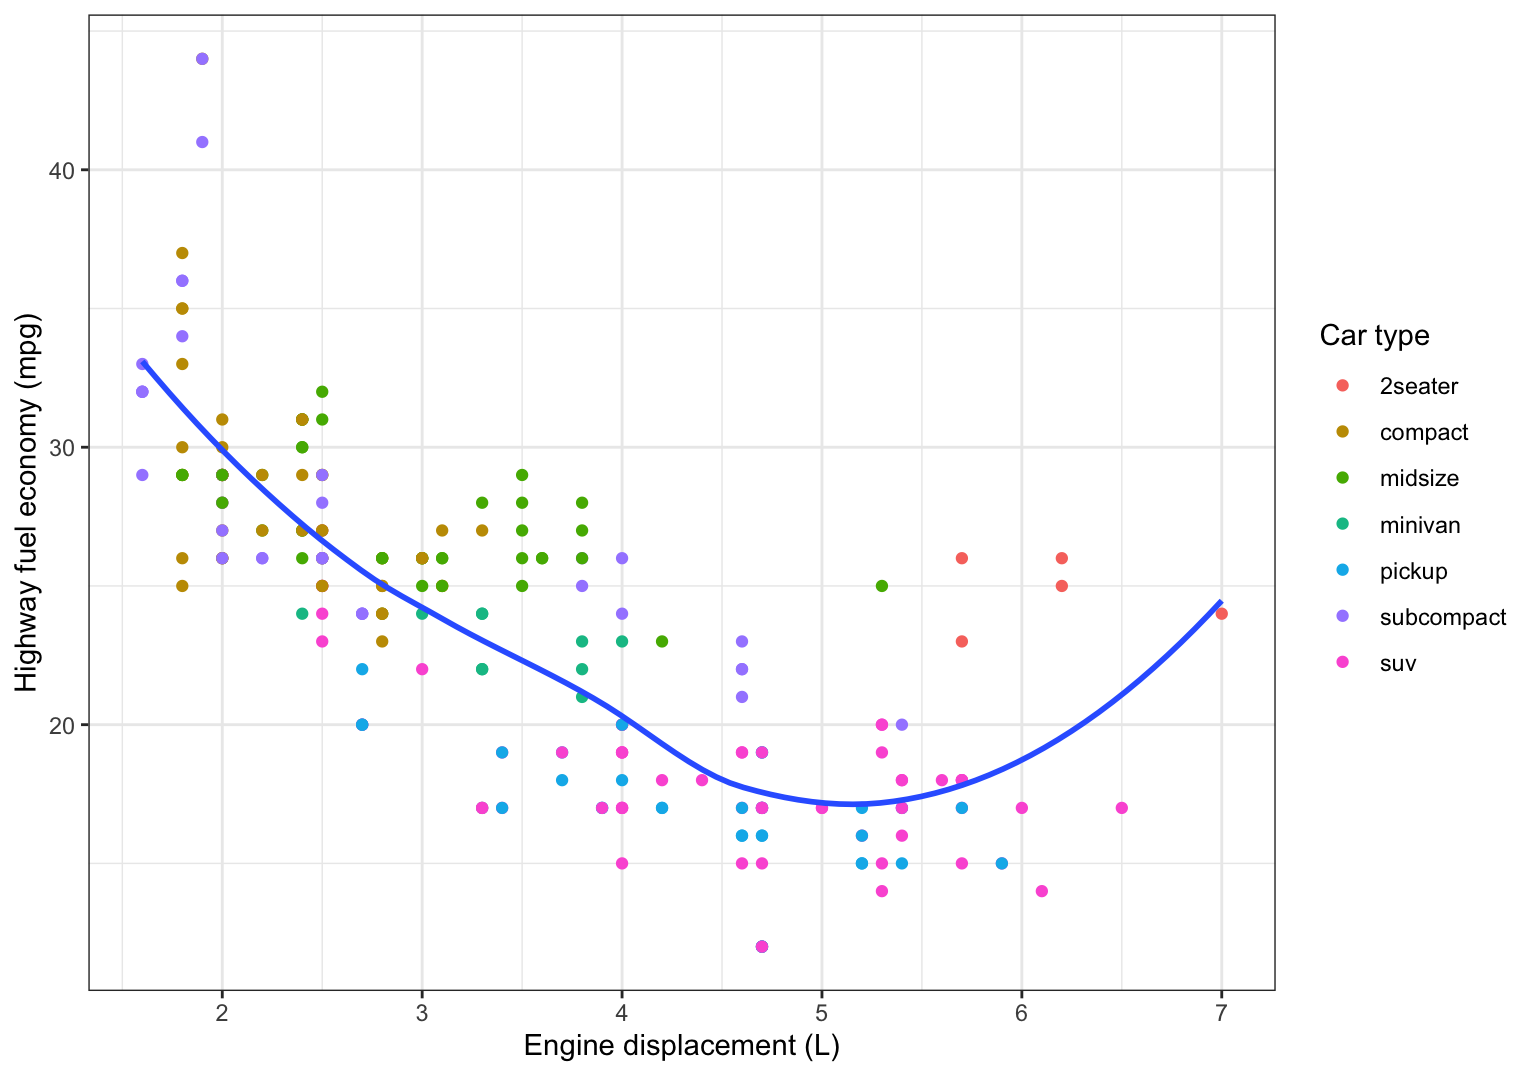 40
30
20
Highway fuel economy (mpg)
2 3 4 5 6 7
Engine displacement (L)
Car type
2seater
compact
midsize
minivan
pickup
subcompact
suv